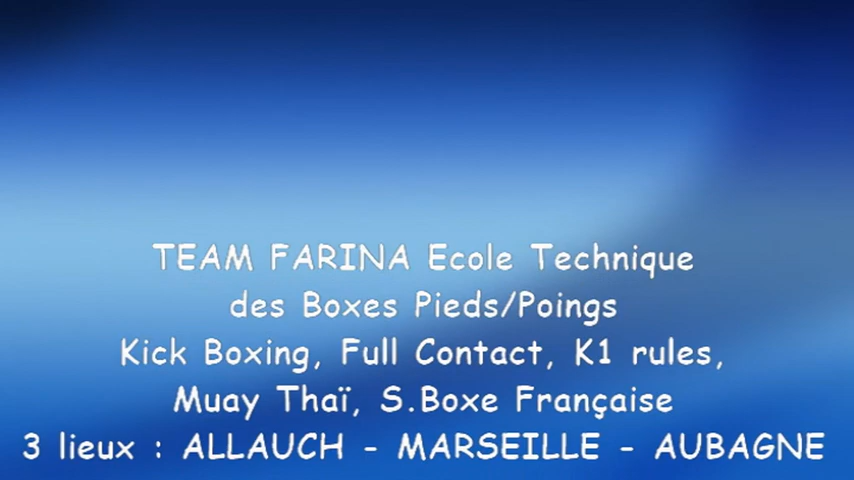 TEAM FARINA Ecole Technique
des Boxes Pieds/Poings
Kick Boxing, Full Contact, K1 rules,
Muay Thaï, S.Boxe Française
3 lieux : ALLAUCH - MARSEILLE - AUBAGNE